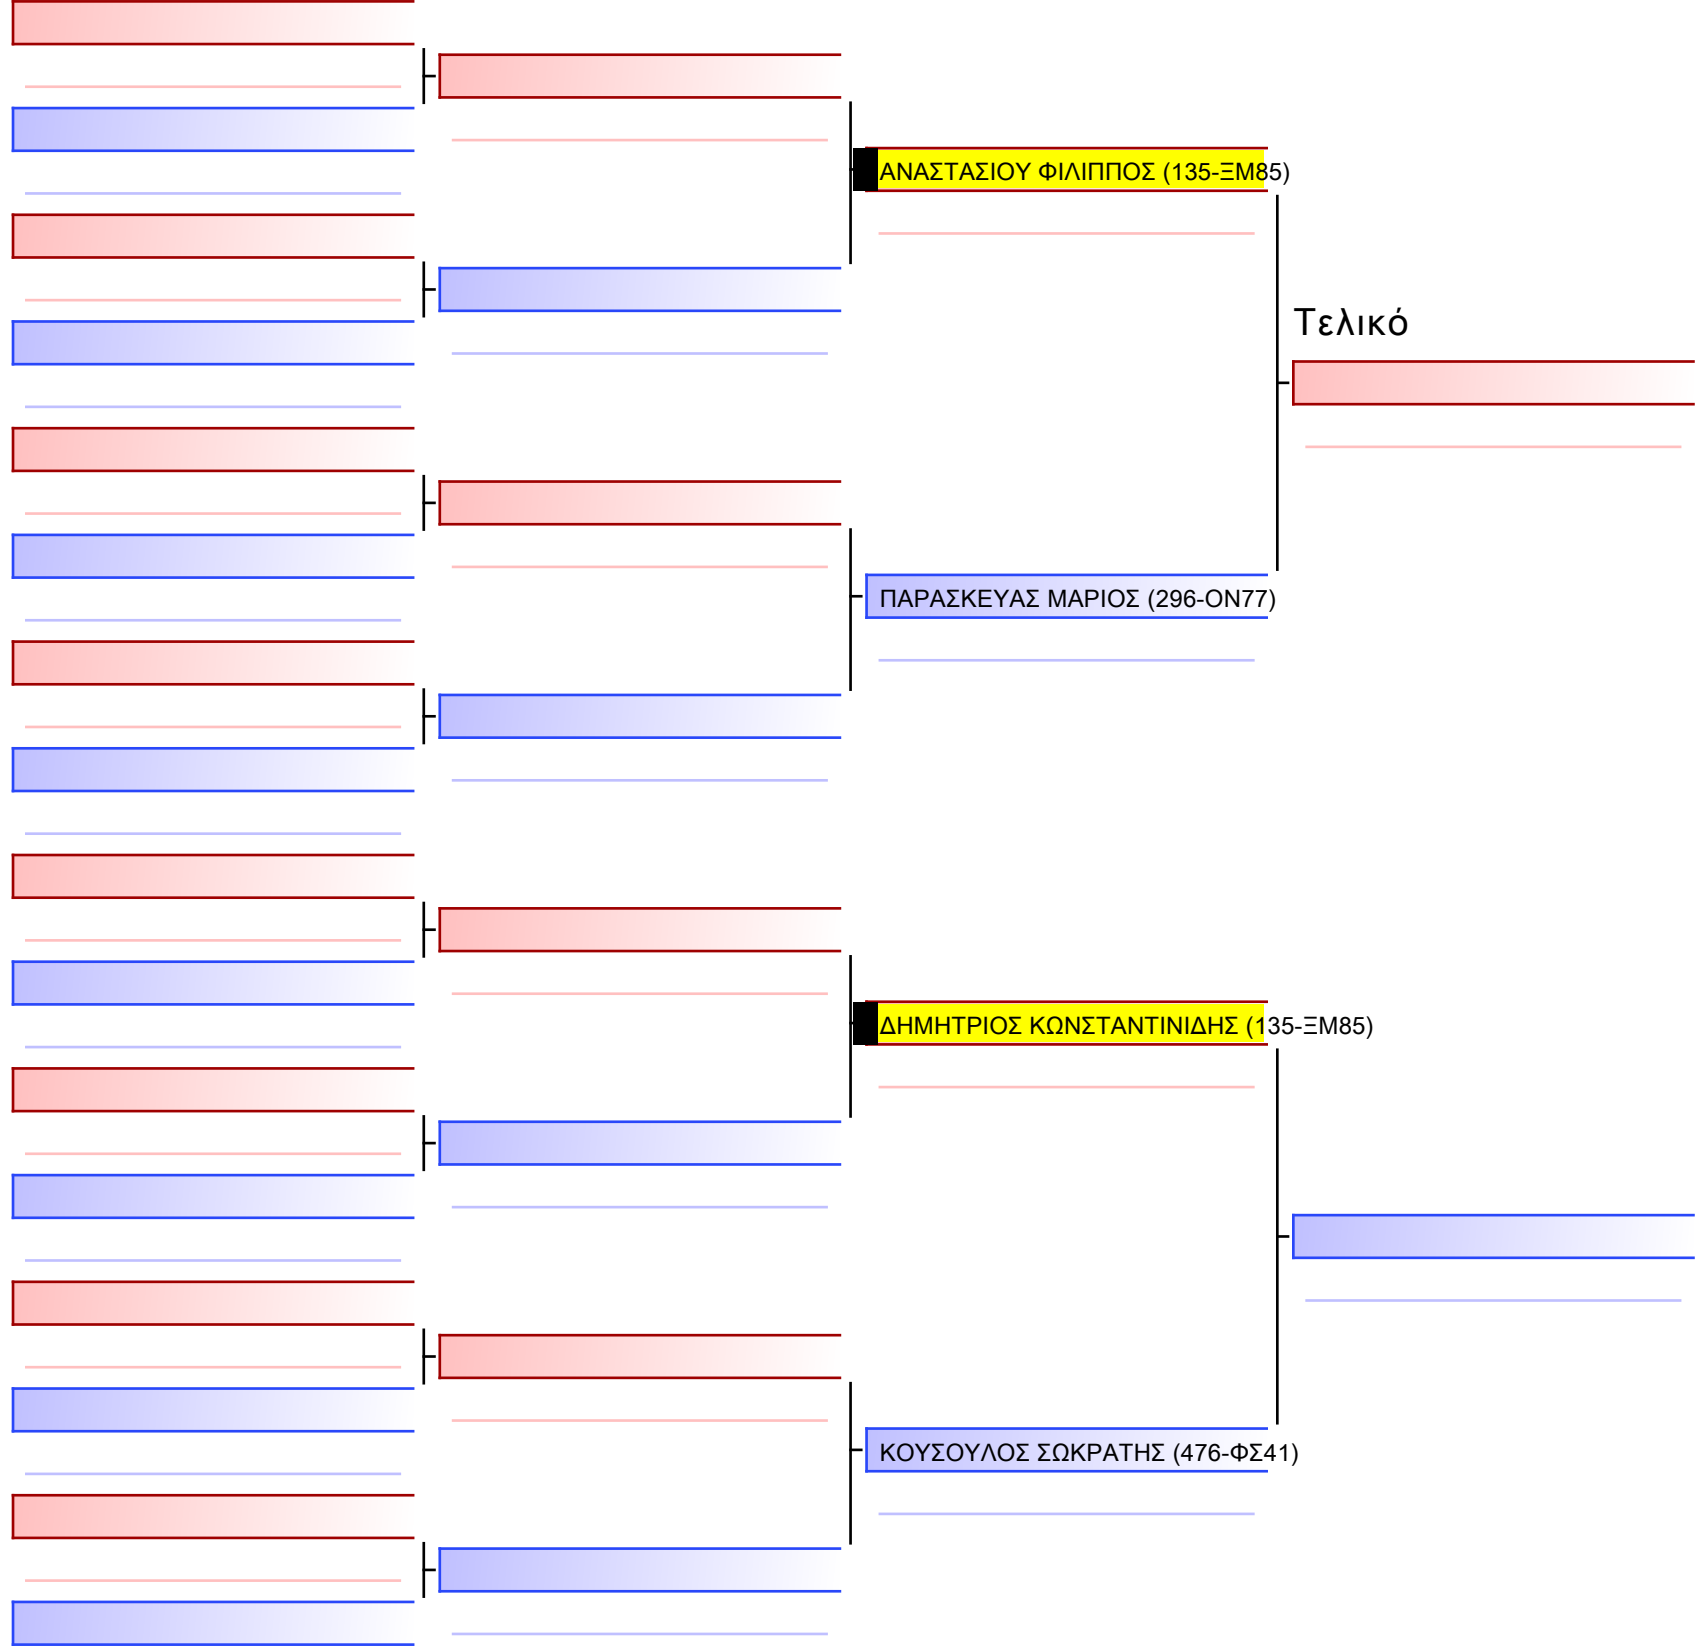 ΑΝΑΣΤΑΣΙΟΥ ΦΙΛΙΠΠΟΣ (135-ΞΜ85)
Τελικό
ΠΑΡΑΣΚΕΥΑΣ ΜΑΡΙΟΣ (296-ΟΝ77)
ΔΗΜΗΤΡΙΟΣ ΚΩΝΣΤΑΝΤΙΝΙΔΗΣ (135-ΞΜ85)
ΚΟΥΣΟΥΛΟΣ ΣΩΚΡΑΤΗΣ (476-ΦΣ41)